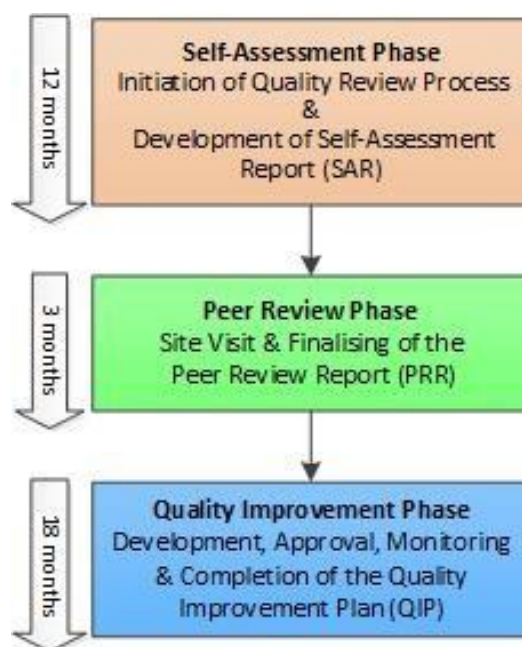 12 months
Self-Assessment Phase
Initiation of Quality Review Process
&
Development of Self-Assessment
Report (SAR)
3 months
Peer Review Phase
Site Visit & Finalising of the
Peer Review Report (PRR)
18 months
Quality Improvement Phase
Development, Approval, Monitoring
& Completion of the Quality
Improvement Plan (QIP)